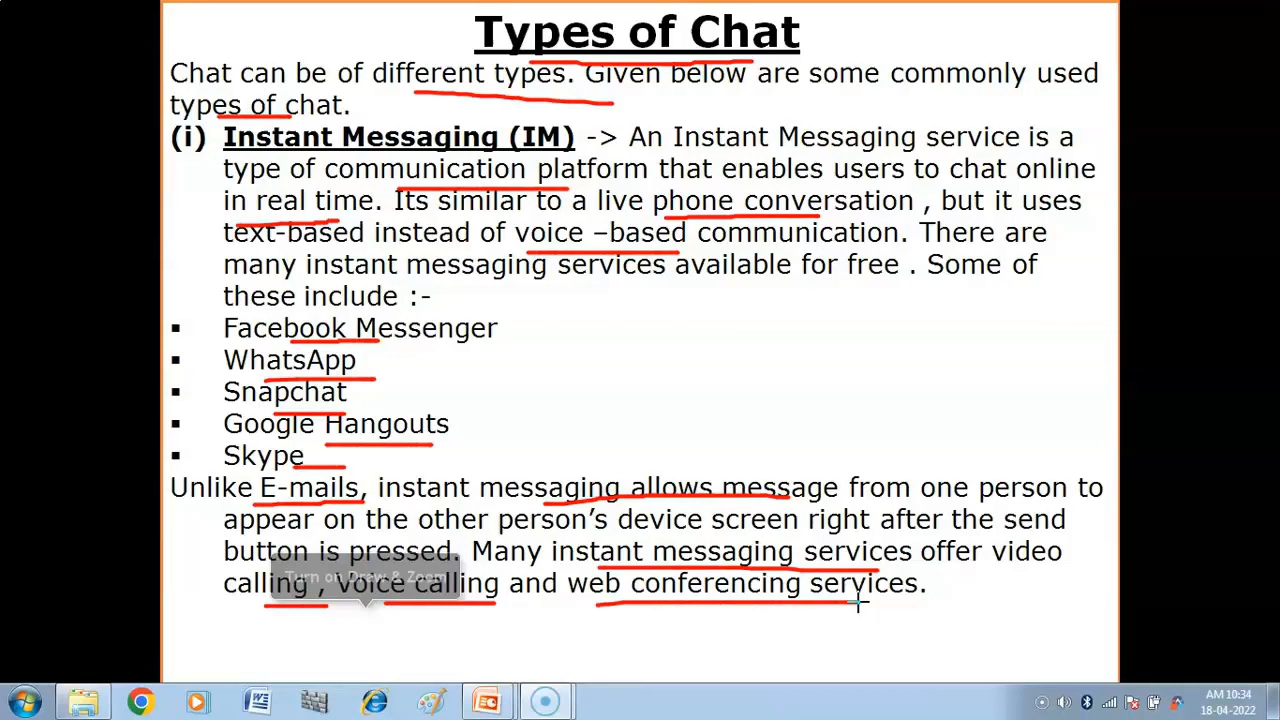 Types of Chat
Chat can be of different types. Given below are some commonly used
types of chat.
(i) Instant Messaging (IM) -> An Instant Messaging service is a
type of communication platform that enables users to chat online
in real time. Its similar to a live phone conversation , but it uses
text-based instead of voice –based communication. There are
many instant messaging services available for free . Some of
these include :-
▪ Facebook Messenger
▪ WhatsApp
▪ Snapchat
▪ Google Hangouts
▪ Skype
Unlike E-mails, instant messaging allows message from one person to
appear on the other person’s device screen right after the send
button is pressed. Many instant messaging services offer video
calling , voice calling and web conferencing services.
Turn on Draw & Zoom
AM 10:34
18-04-2022